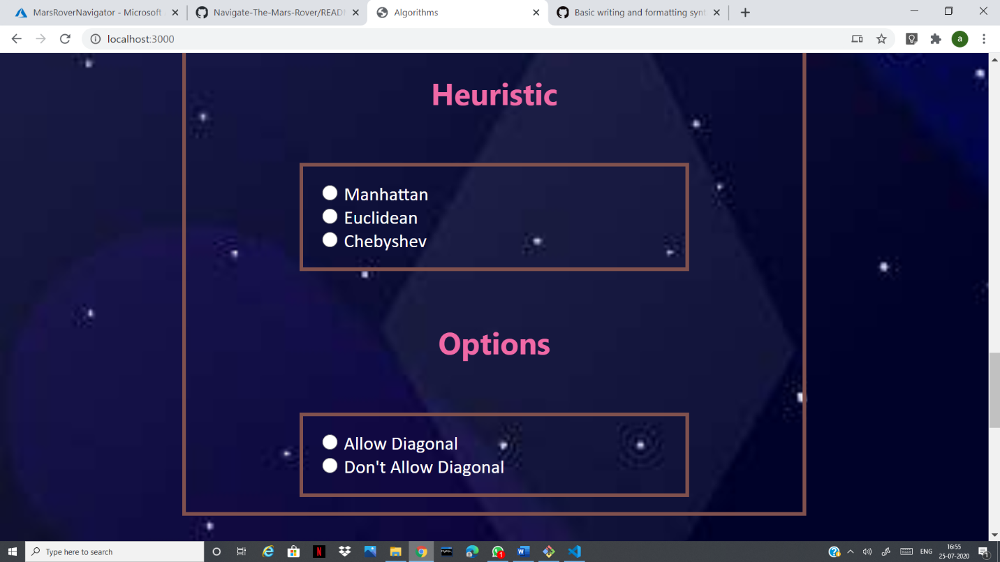 MarsRoverNavigator - Microsoft
Navigate-The-Mars-Rover/READ
Algorithms
Basic writing and formatting synt
localhost:3000
a
Heuristic
Manhattan
Euclidean
Chebyshev
Options
Allow Diagonal
Don't Allow Diagonal
Type here to search
ENG
16:55
25-07-2020